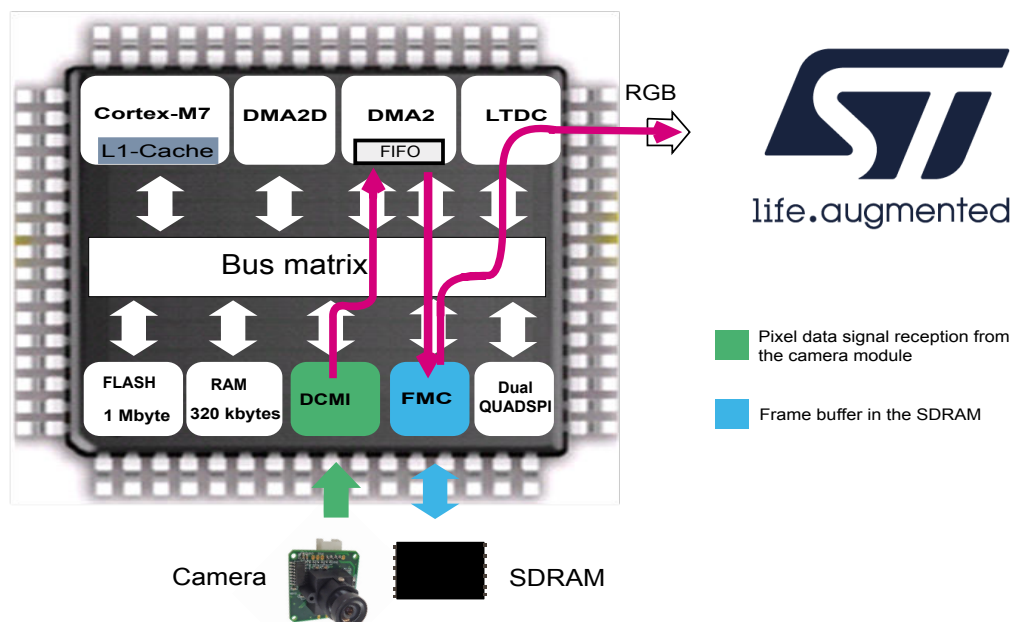 Cortex-M7
L1-Cache
DMA2D
DMA2
FIFO
LTDC
RGB
ST
life.augmented
Bus matrix
FLASH
1 Mbyte
RAM
320 kbytes
DCMI
FMC
Dual
QUADSPI
Pixel data signal reception from
the camera module
Frame buffer in the SDRAM
Camera
SDRAM